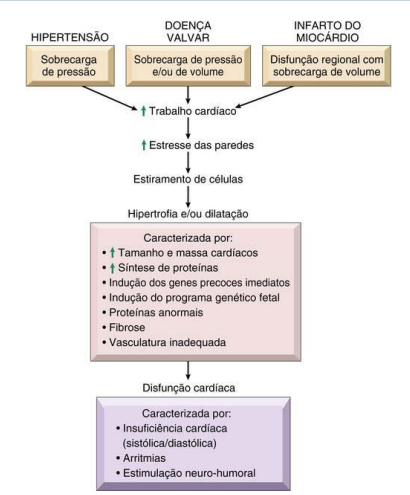 HIPERTENSÃO
DOENÇA
VALVAR
INFARTO DO
MIOCÁRDIO
Sobrecarga
de pressão
Sobrecarga de pressão
e/ou de volume
Disfunção regional com
sobrecarga de volume
↑ Trabalho cardíaco
↑ Estresse das paredes
Estiramento de células
Hipertrofia e/ou dilatação
Caracterizada por:
• ↑ Tamanho e massa cardíacos
• ↑ Síntese de proteínas
• Indução dos genes precoces imediatos
• Indução do programa genético fetal
• Proteínas anormais
• Fibrose
• Vasculatura inadequada
Disfunção cardíaca
Caracterizada por:
• Insuficiência cardíaca
(sistólica/diastólica)
• Arritmias
• Estimulação neuro-humoral